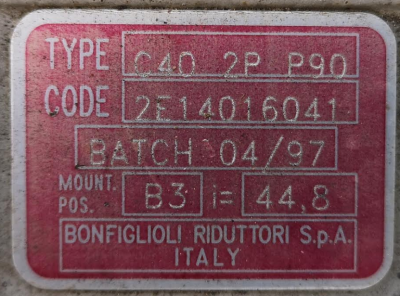 TYPE C40 2P P90
CODE 2E14016041
BATCH 04/97
MOUNT. POS. B3 i= 44,8
BONFIGLIOLI RIDUTTORI S.p.A.
ITALY